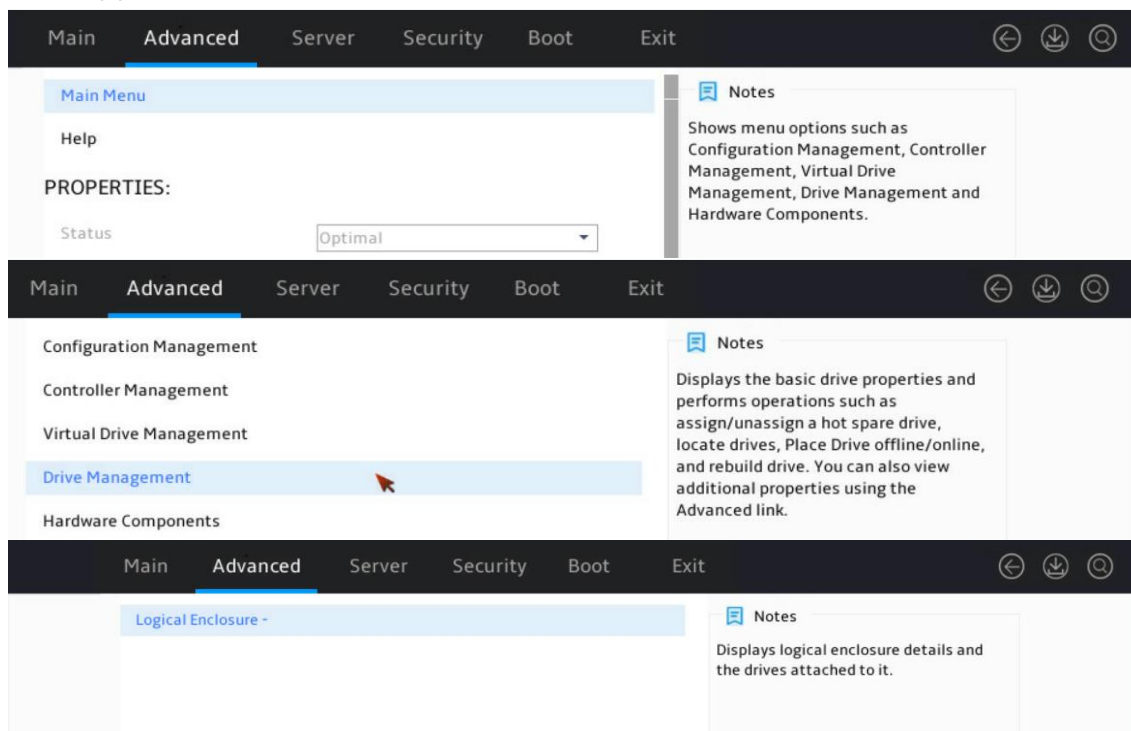 Main Advanced Server Security Boot Exit
Main Menu
Help
PROPERTIES:
Status Optimal
Notes
Shows menu options such as
Configuration Management, Controller
Management, Virtual Drive
Management, Drive Management and
Hardware Components.
Main Advanced Server Security Boot Exit
Configuration Management
Controller Management
Virtual Drive Management
Drive Management
Hardware Components
Notes
Displays the basic drive properties and
performs operations such as
assign/unassign a hot spare drive,
locate drives, Place Drive offline/online,
and rebuild drive. You can also view
additional properties using the
Advanced link.
Main Advanced Server Security Boot Exit
Logical Enclosure -
Notes
Displays logical enclosure details and
the drives attached to it.